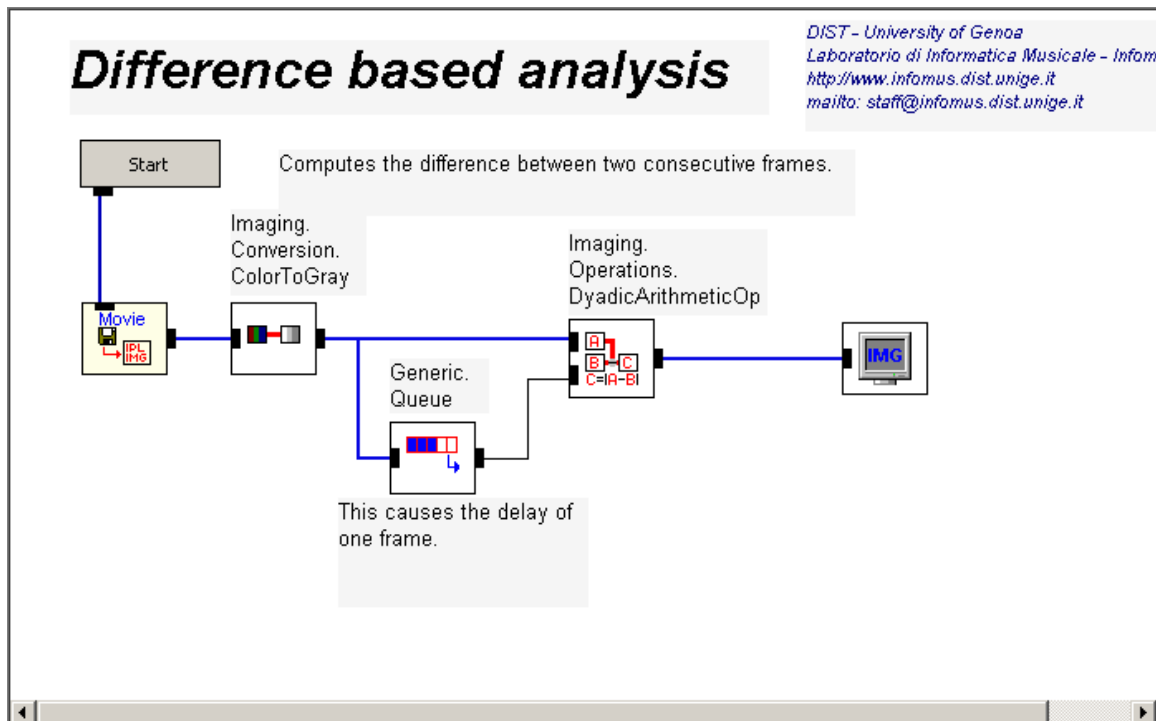 Difference based analysis
DIST - University of Genoa
Laboratorio di Informatica Musicale - Infom
http://www.infomus.dist.unige.it
mailto: staff@infomus.dist.unige.it
Start
Computes the difference between two consecutive frames.
Imaging.
Conversion.
ColorToGray
Imaging.
Operations.
DyadicArithmeticOp
Movie
IPL
IMG
A
B C
C=|A-B|
IMG
Generic.
Queue
This causes the delay of
one frame.